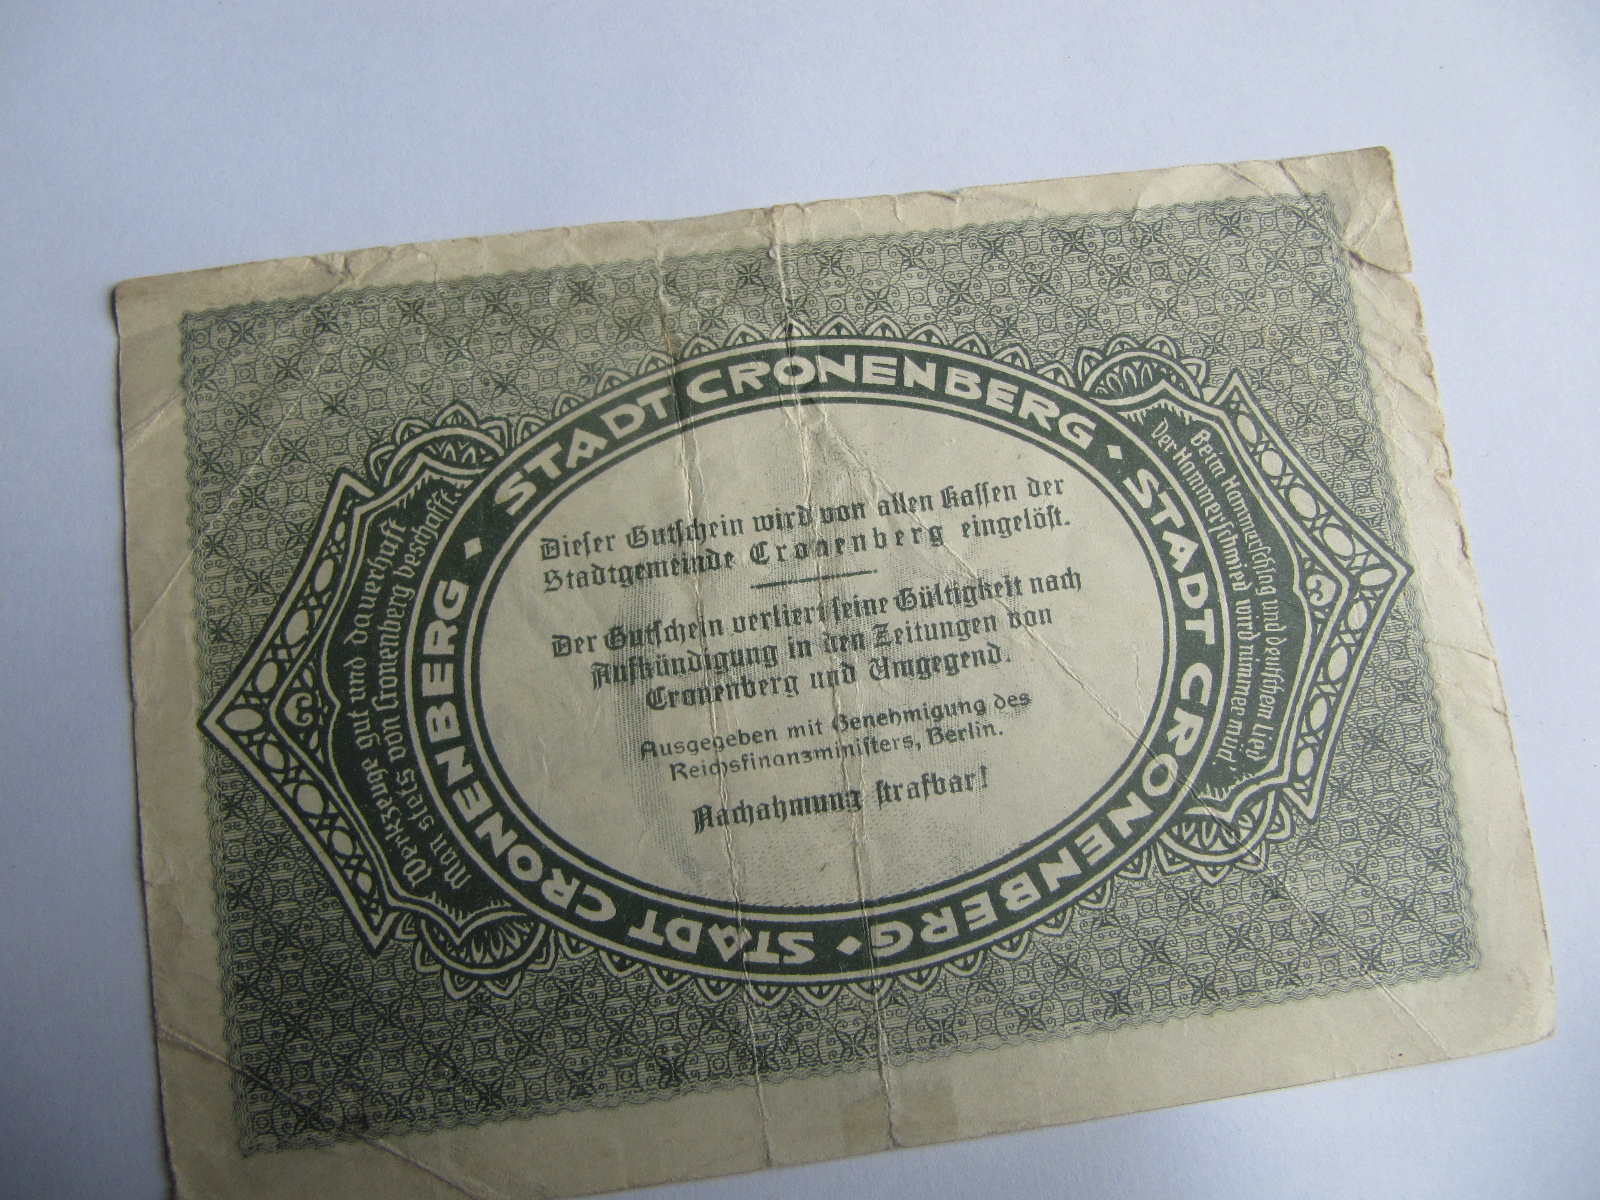 STADT CRONENBERG · STADT CRONENBERG · STADT CRONENBERG ·
Werkzeuge gut und dauerhaft
Man stets von Cronenberg beschafft.
Dieser Gutschein wird von allen Kassen der
Stadtgemeinde Cronenberg eingelöst.
Der Gutschein verliert seine Gültigkeit nach
Aufkündigung in den Zeitungen von
Cronenberg und Umgegend.
Ausgegeben mit Genehmigung des
Reichsfinanzministers, Berlin.
Nachahmung strafbar!
Beim Hammerschlag und deutschem Lied
Der Hammerschmied wird nimmer müd.